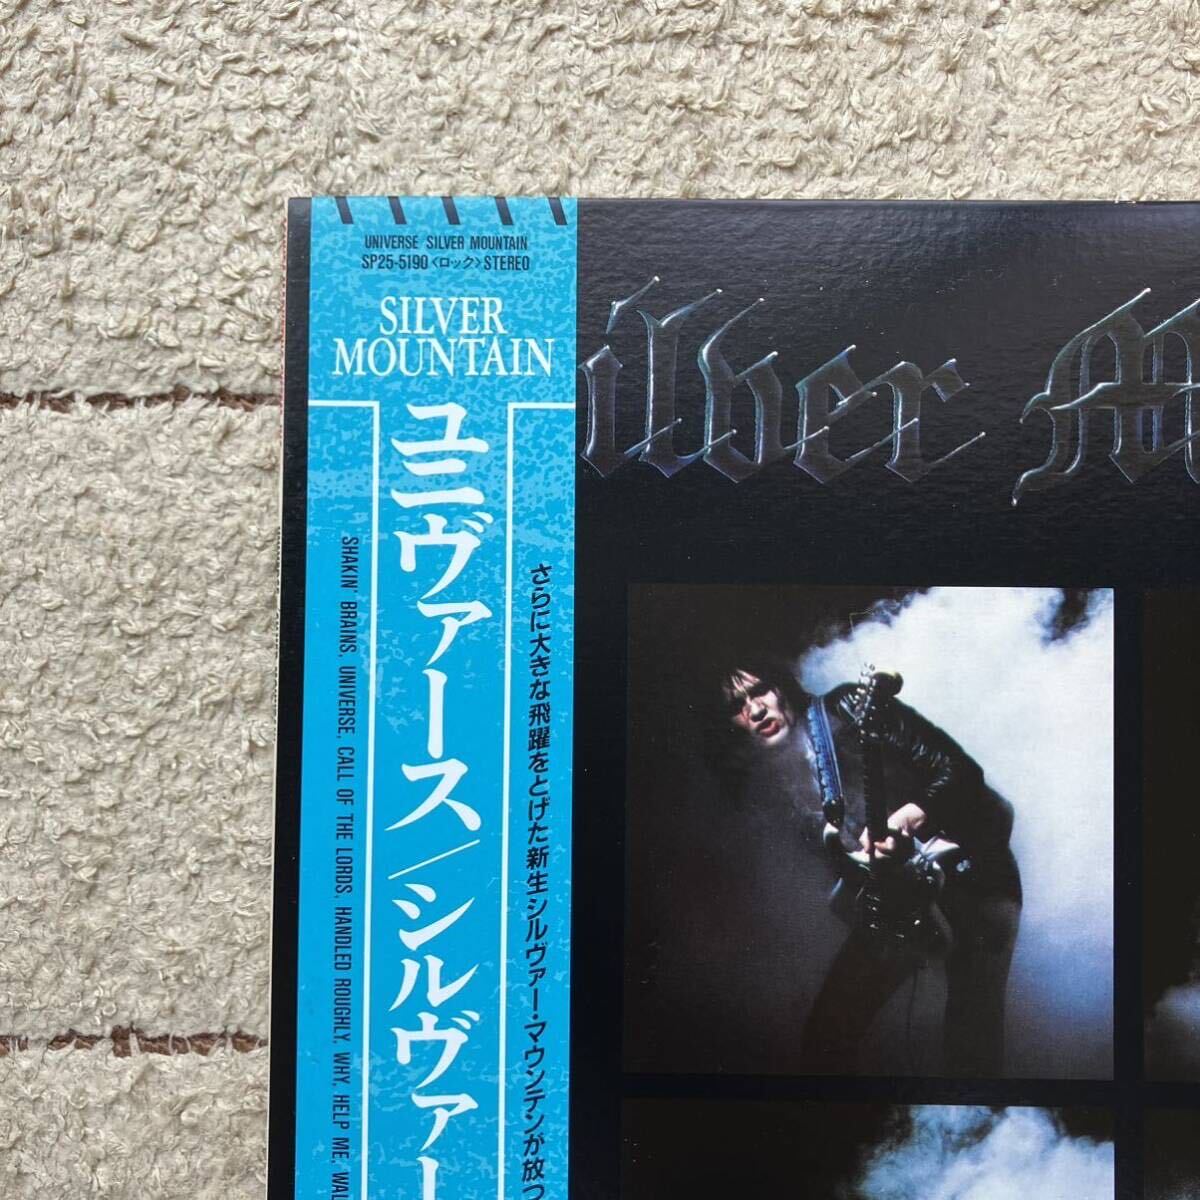 UNIVERSE SILVER MOUNTAIN
SP25-5190〈ロック〉STEREO
SILVER
MOUNTAIN
ユニヴァース/シルヴァー
さらに大きな飛躍をとげた新生シルヴァー・マウンテンが放つ
SHAKIN' BRAINS, UNIVERSE, CALL OF THE LORDS, HANDLED ROUGHLY, WHY, HELP ME, WAL
ilver M